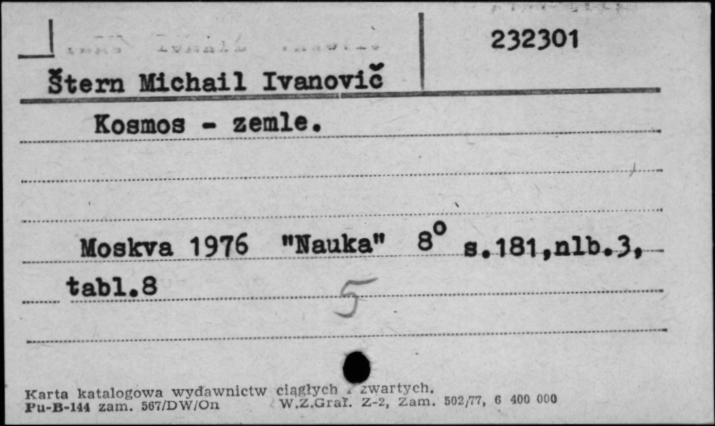 232301
Štern Michail Ivanovič
Kosmos - zemle.
Moskva 1976 "Nauka" 8° s.181,nlb.3,
tabl.8
5
Karta katalogowa wydawnictw ciągłych zwartych.
Pu-B-144 zam. 567/DW/On W.Z.Graf. Z-2, Zam. 502/77, 6 400 000